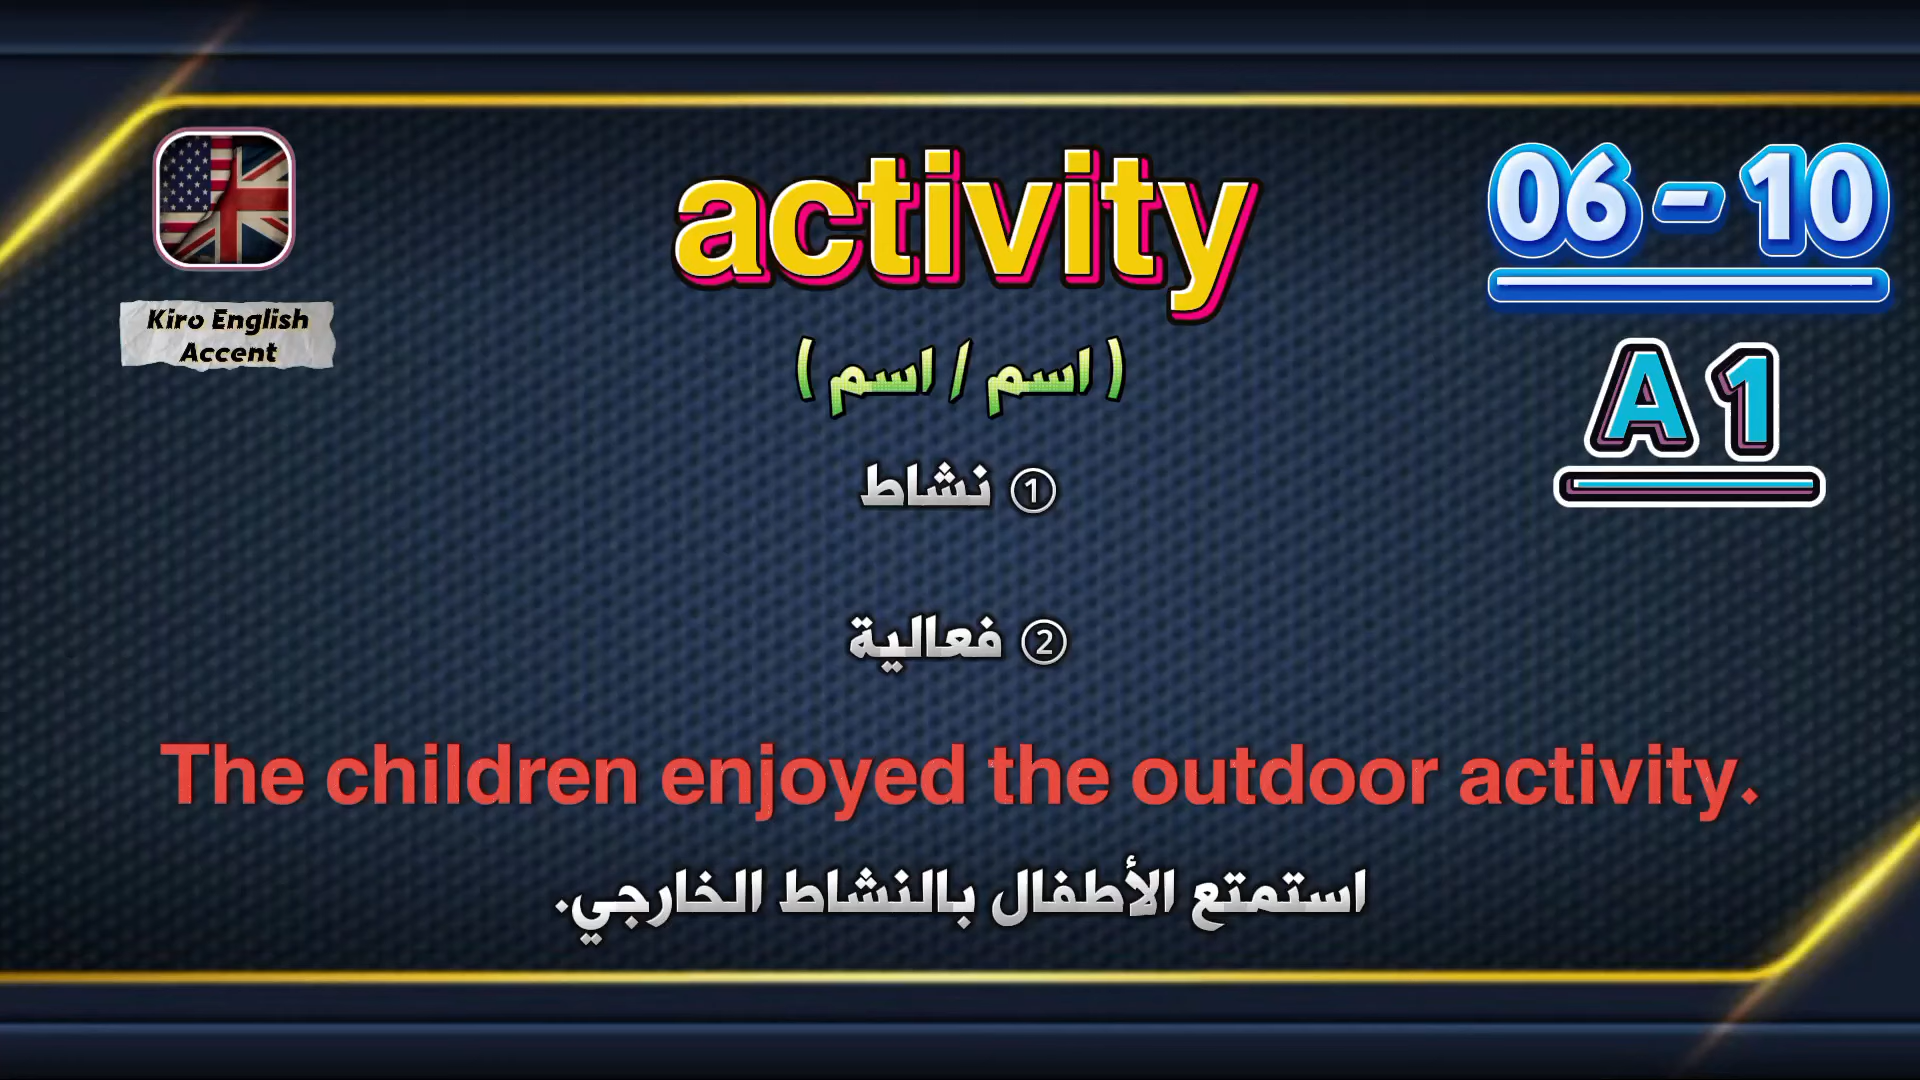 Kiro English
Accent
activity
06 - 10
A 1
( اسم / اسم )
① نشاط
② فعالية
The children enjoyed the outdoor activity.
استمتع الأطفال بالنشاط الخارجي.